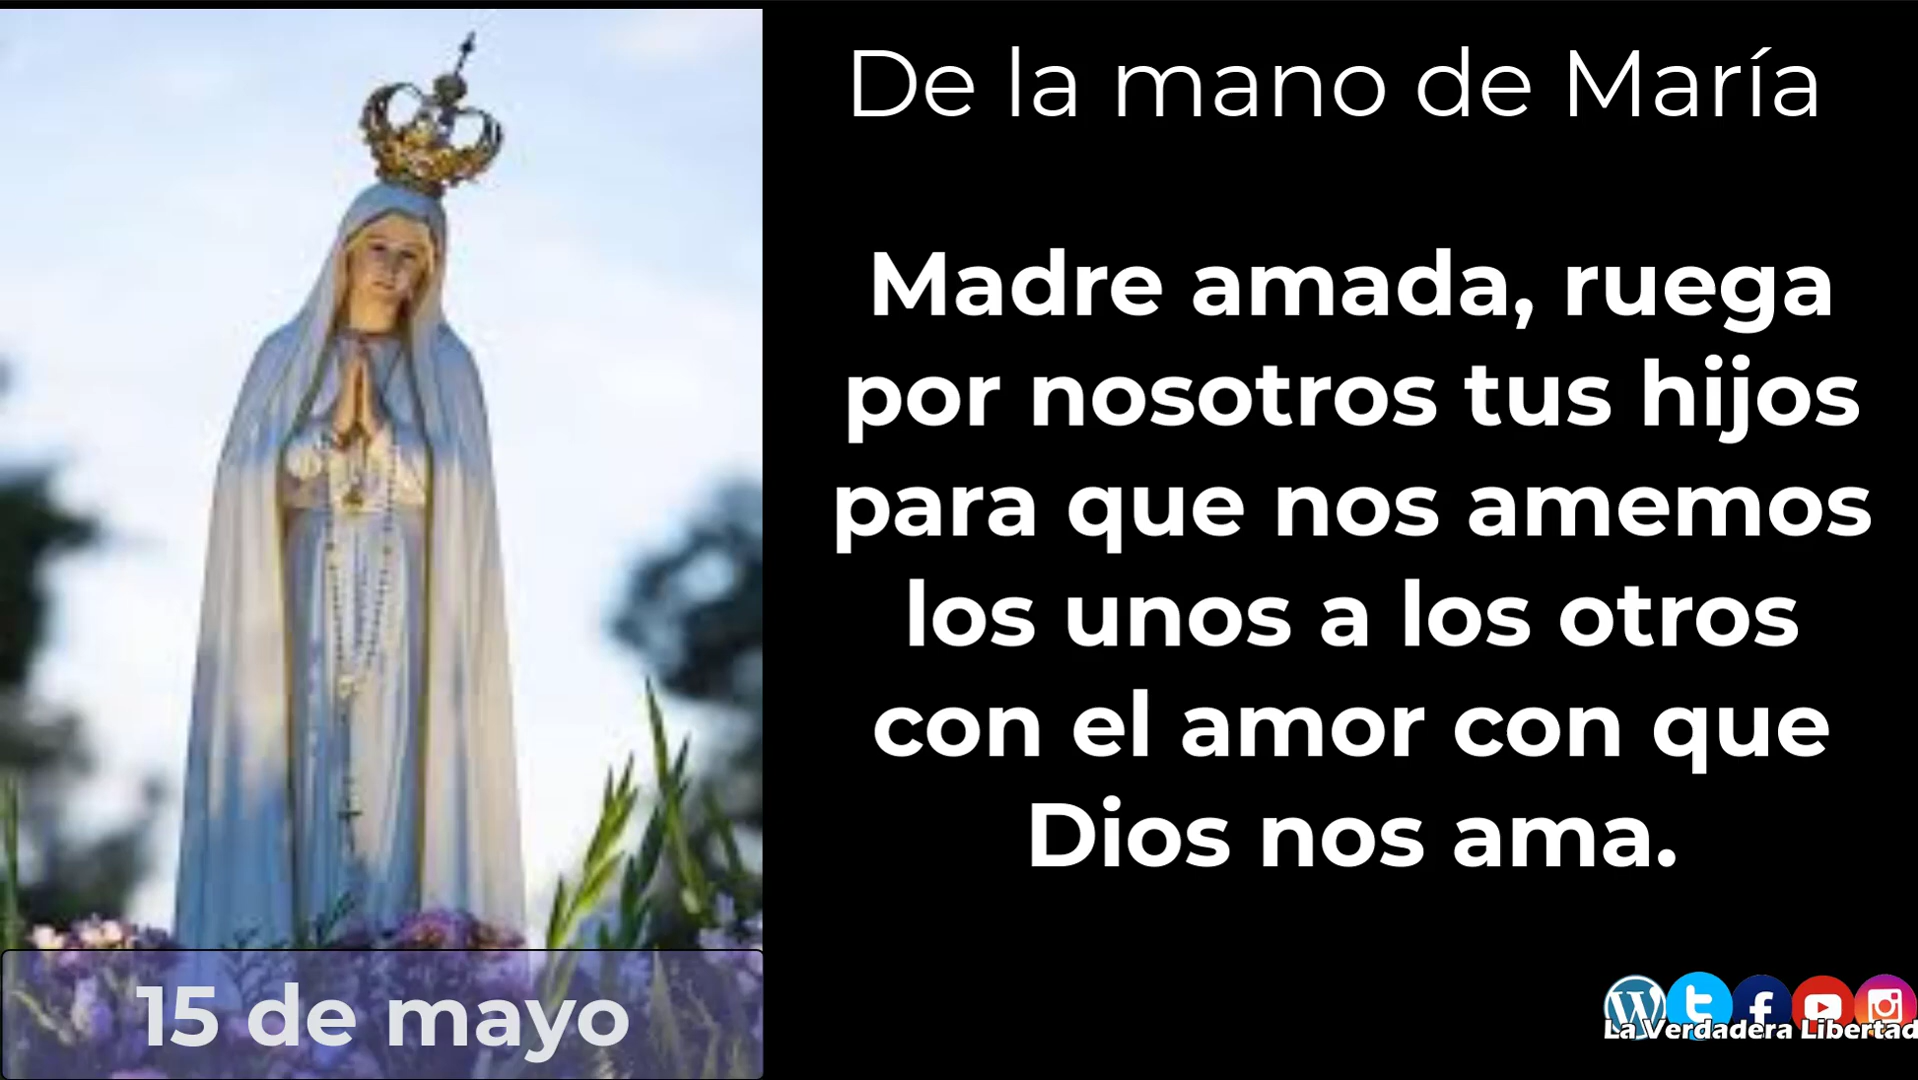 De la mano de María
Madre amada, ruega
por nosotros tus hijos
para que nos amemos
los unos a los otros
con el amor con que
Dios nos ama.
15 de mayo
La Verdadera Libertad